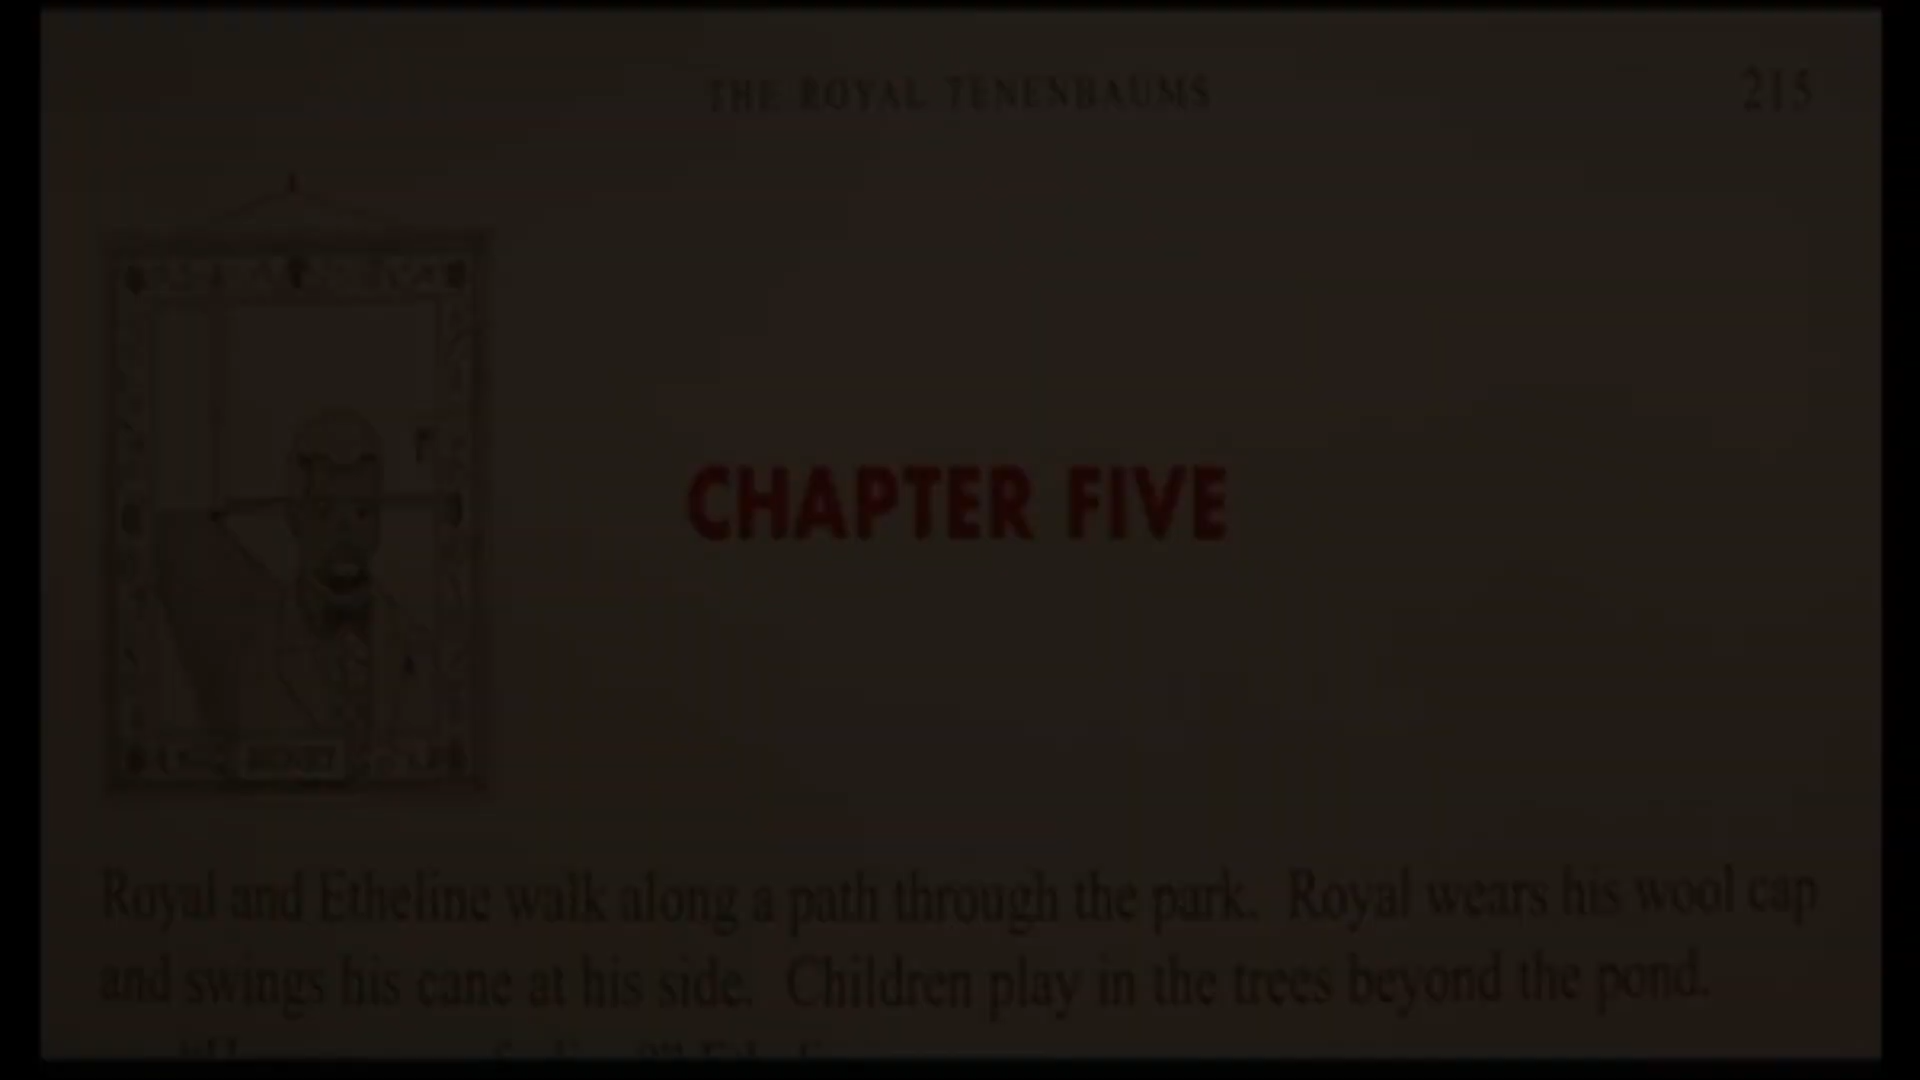 THE ROYAL TENENBAUMS 215
HENRY
CHAPTER FIVE
Royal and Etheline walk along a path through the park. Royal wears his wool cap
and swings his cane at his side. Children play in the trees beyond the pond.